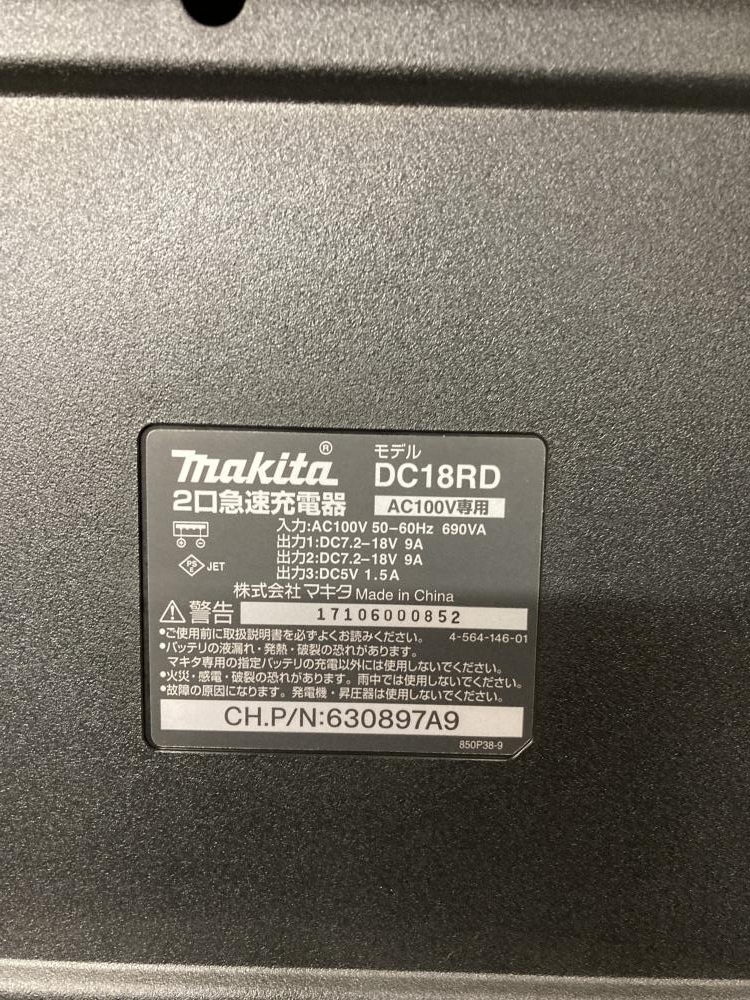 makita®
モデル
DC18RD
2口急速充電器
AC100V専用
入力:AC100V 50-60Hz 690VA
出力1:DC7.2-18V 9A
出力2:DC7.2-18V 9A
出力3:DC5V 1.5A
PS
E
JET
株式会社マキタ Made in China
警告 17106000852
•ご使用前に取扱説明書を必ずよくお読みください。 4-564-146-01
•バッテリの液漏れ・発熱・破裂の恐れがあります。
マキタ専用の指定バッテリの充電以外には使用しないでください。
•火災・感電・破裂の恐れがあります。雨中では使用しないでください。
•故障の原因になります。発電機・昇圧器は使用しないでください。
CH.P/N:630897A9
850P38-9